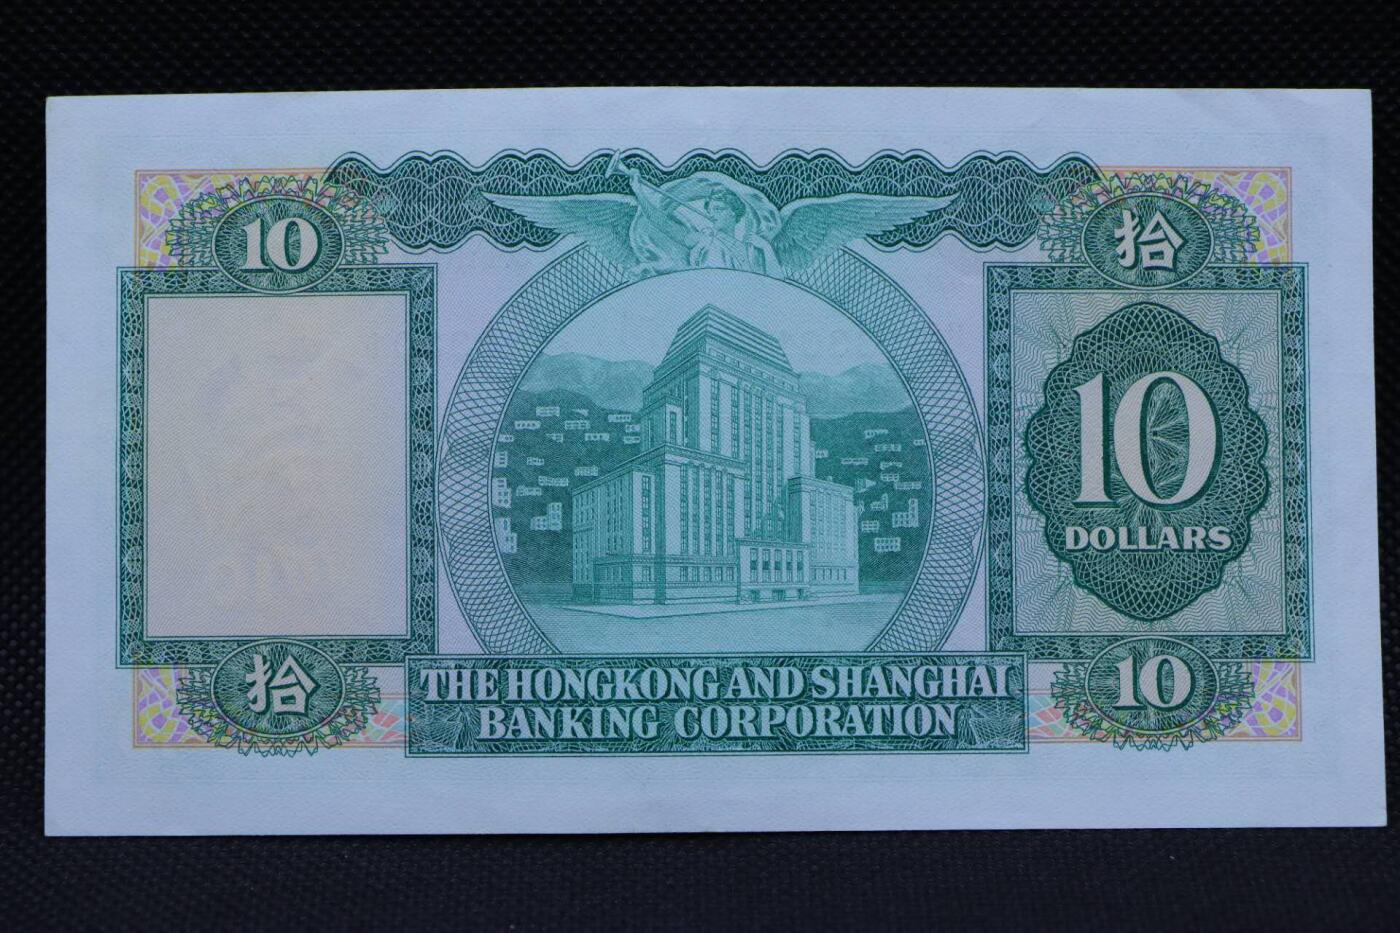 10
拾
10
DOLLARS
拾
10
THE HONGKONG AND SHANGHAI
BANKING CORPORATION